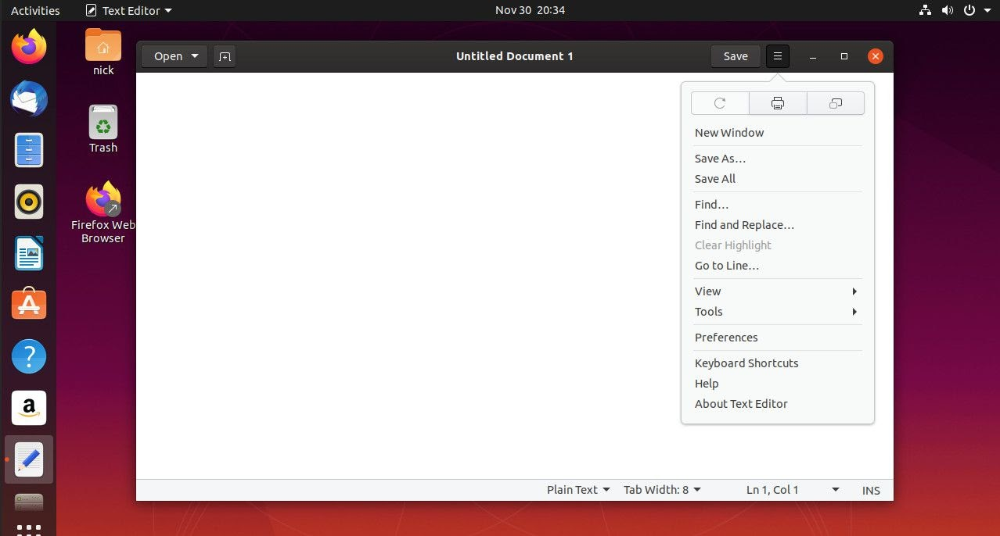 Activities
Text Editor
Nov 30 20:34
nick
Trash
Firefox Web
Browser
Open
Untitled Document 1
Save
New Window
Save As…
Save All
Find…
Find and Replace…
Clear Highlight
Go to Line…
View
Tools
Preferences
Keyboard Shortcuts
Help
About Text Editor
?
a
Plain Text
Tab Width: 8
Ln 1, Col 1
INS